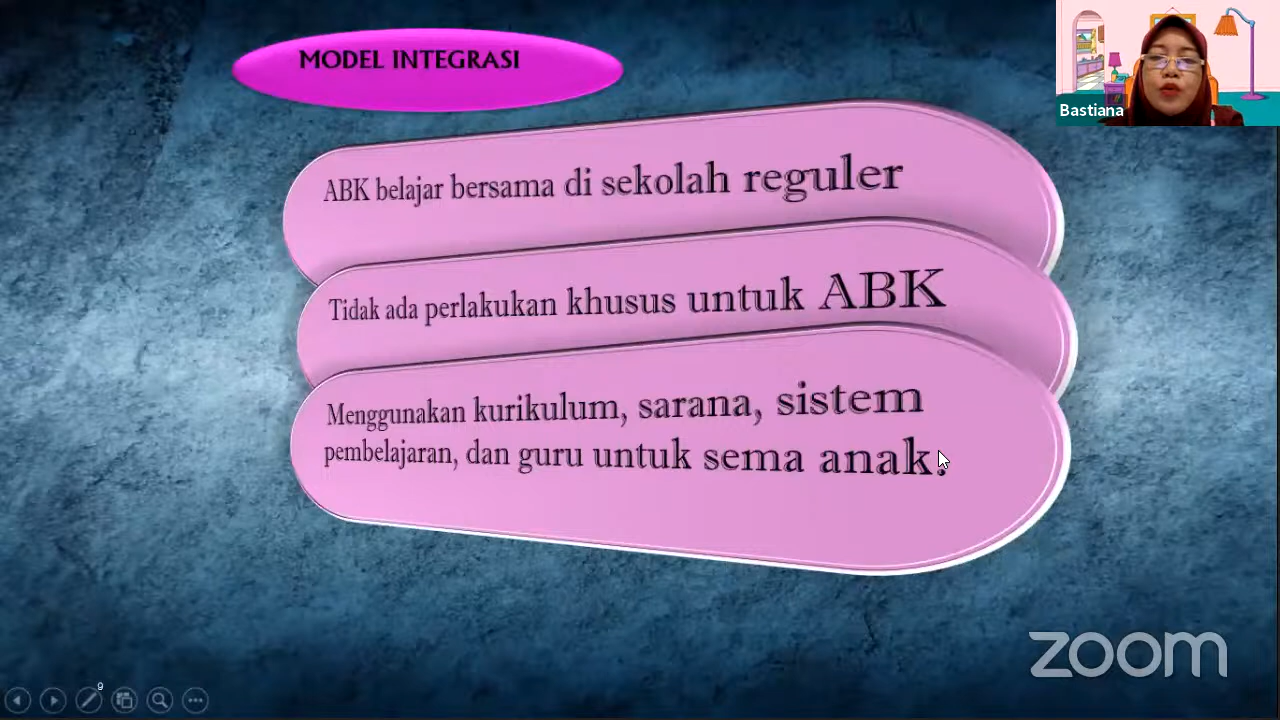 MODEL INTEGRASI
Bastiana
ABK belajar bersama di sekolah reguler
Tidak ada perlakukan khusus untuk ABK
Menggunakan kurikulum, sarana, sistem
pembelajaran, dan guru untuk sema anak.
zoom
9